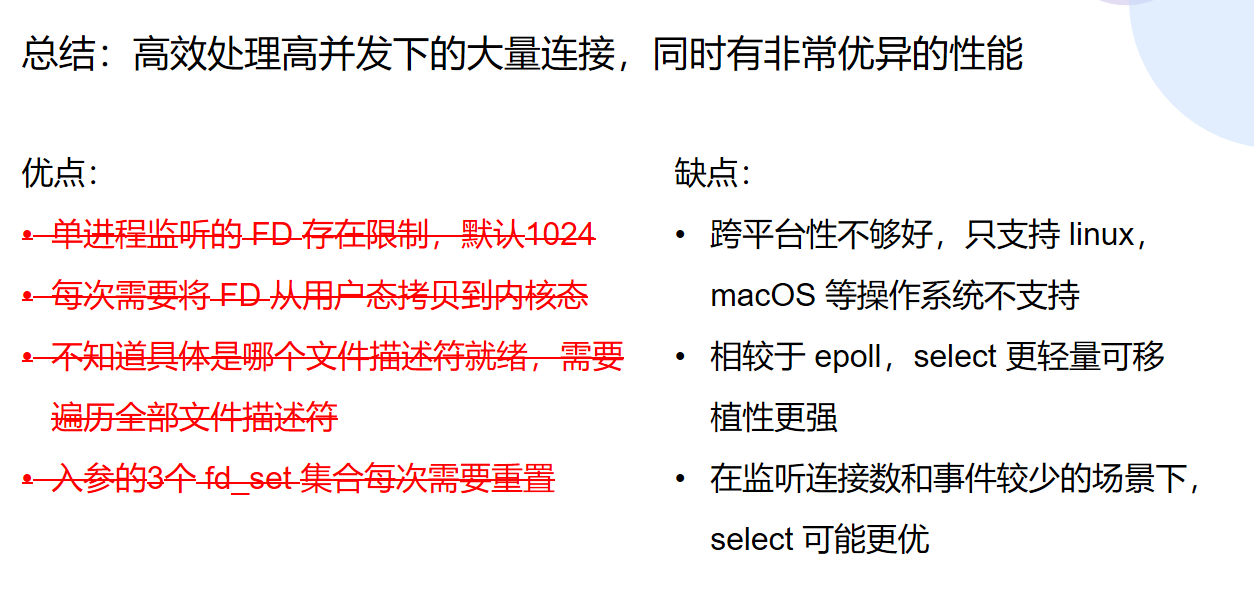 总结：高效处理高并发下的大量连接，同时有非常优异的性能
优点：
• 单进程监听的 FD 存在限制，默认1024
• 每次需要将 FD 从用户态拷贝到内核态
• 不知道具体是哪个文件描述符就绪，需要
遍历全部文件描述符
• 入参的3个 fd_set 集合每次需要重置
缺点：
• 跨平台性不够好，只支持 linux，
macOS 等操作系统不支持
• 相较于 epoll，select 更轻量可移
植性更强
• 在监听连接数和事件较少的场景下，
select 可能更优